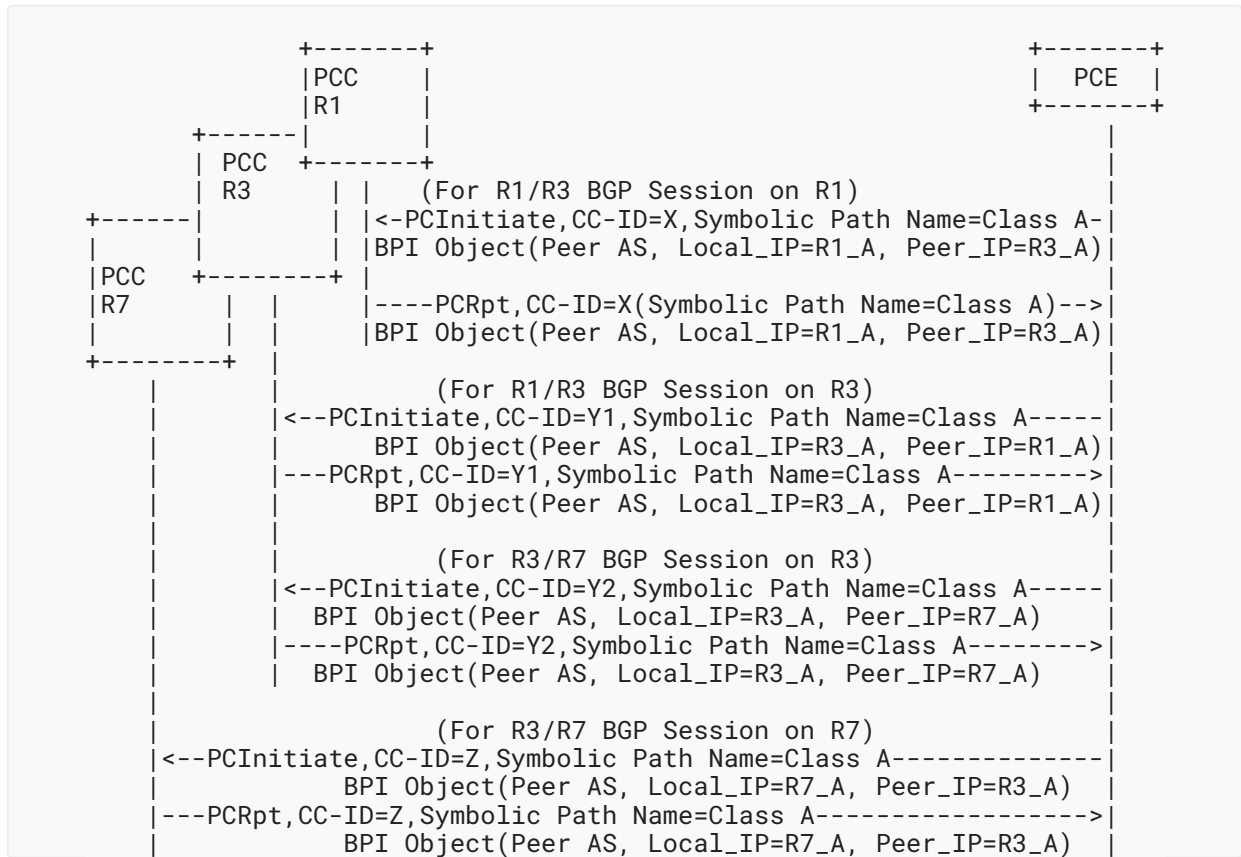 +-------+ +-------+
|PCC | | PCE |
|R1 | +-------+
+------| | |
| PCC +-------+ |
| R3 | | (For R1/R3 BGP Session on R1) |
+------| | |<-PCInitiate,CC-ID=X,Symbolic Path Name=Class A-|
| | | |BPI Object(Peer AS, Local_IP=R1_A, Peer_IP=R3_A)|
|PCC +--------+ | |
|R7 | | |----PCRpt,CC-ID=X(Symbolic Path Name=Class A)-->|
| | | |BPI Object(Peer AS, Local_IP=R1_A, Peer_IP=R3_A)|
+--------+ | |
| | (For R1/R3 BGP Session on R3) |
| |<--PCInitiate,CC-ID=Y1,Symbolic Path Name=Class A-----|
| | BPI Object(Peer AS, Local_IP=R3_A, Peer_IP=R1_A)|
| |---PCRpt,CC-ID=Y1,Symbolic Path Name=Class A--------->|
| | BPI Object(Peer AS, Local_IP=R3_A, Peer_IP=R1_A)|
| | |
| | (For R3/R7 BGP Session on R3) |
| |<--PCInitiate,CC-ID=Y2,Symbolic Path Name=Class A-----|
| | BPI Object(Peer AS, Local_IP=R3_A, Peer_IP=R7_A) |
| |----PCRpt,CC-ID=Y2,Symbolic Path Name=Class A-------->|
| | BPI Object(Peer AS, Local_IP=R3_A, Peer_IP=R7_A) |
| |
| (For R3/R7 BGP Session on R7) |
|<--PCInitiate,CC-ID=Z,Symbolic Path Name=Class A--------------|
| BPI Object(Peer AS, Local_IP=R7_A, Peer_IP=R3_A) |
|---PCRpt,CC-ID=Z,Symbolic Path Name=Class A------------------>|
| BPI Object(Peer AS, Local_IP=R7_A, Peer_IP=R3_A) |